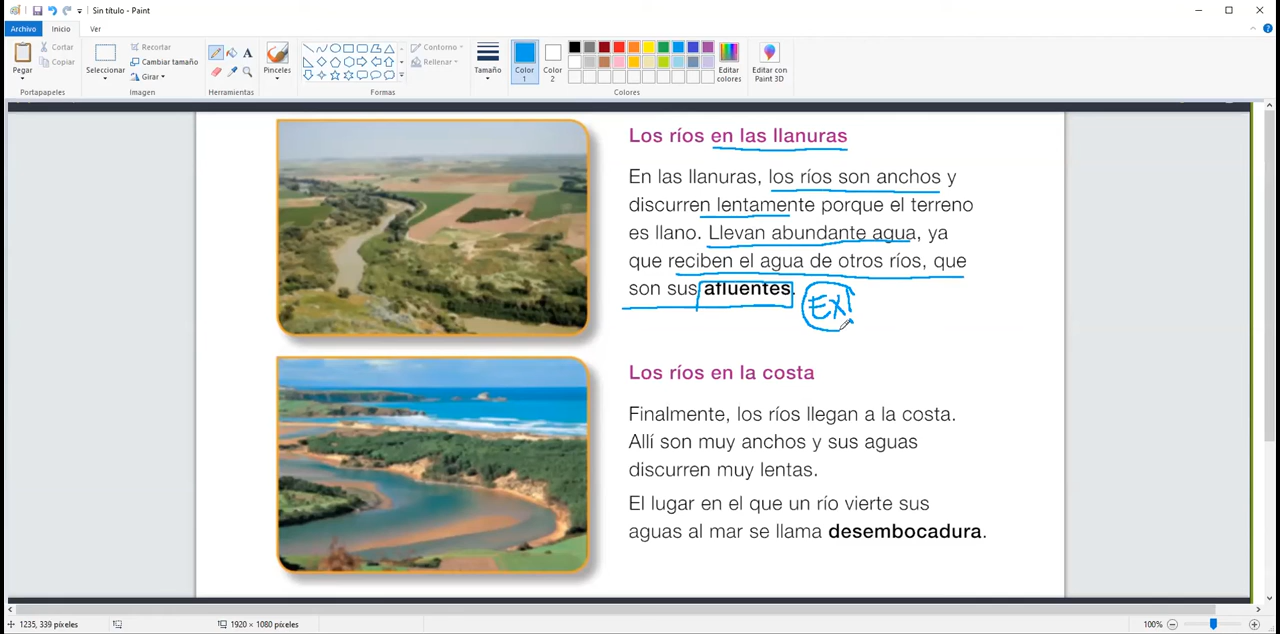 Sin título - Paint
Archivo
Inicio
Ver
Pegar
Cortar
Copiar
Portapapeles
Seleccionar
Recortar
Cambiar tamaño
Girar
Imagen
A
Herramientas
Pinceles
Contorno
Rellenar
Formas
Tamaño
Color 1
Color 2
Editar colores
Colores
Editar con Paint 3D
Los ríos en las llanuras
En las llanuras, los ríos son anchos y
discurren lentamente porque el terreno
es llano. Llevan abundante agua, ya
que reciben el agua de otros ríos, que
son sus afluentes.
EX!
Los ríos en la costa
Finalmente, los ríos llegan a la costa.
Allí son muy anchos y sus aguas
discurren muy lentas.
El lugar en el que un río vierte sus
aguas al mar se llama desembocadura.
1235, 339 píxeles
1920 × 1080 píxeles
100%